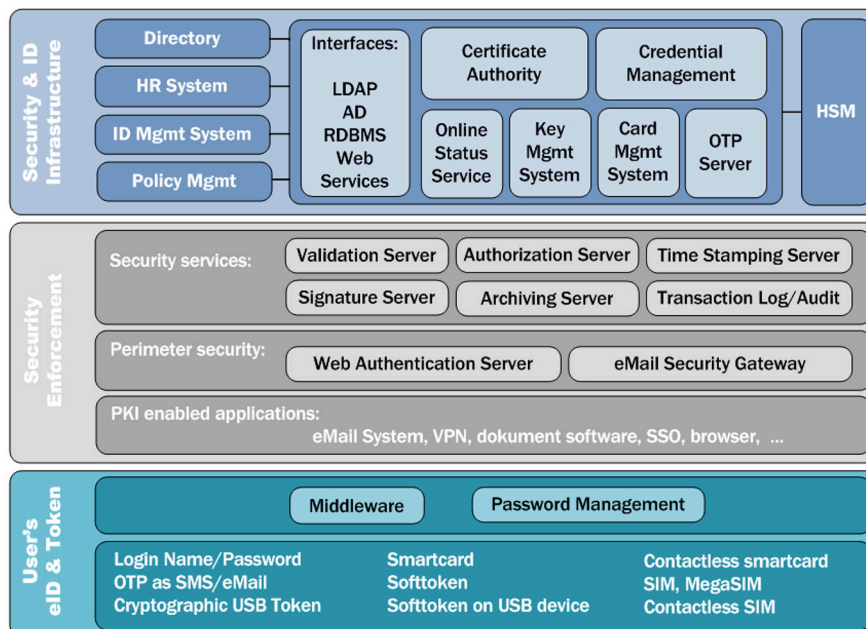 Security & ID
Infrastructure
Directory
HR System
ID Mgmt System
Policy Mgmt
Interfaces:
LDAP
AD
RDBMS
Web
Services
Certificate
Authority
Credential
Management
Online
Status
Service
Key
Mgmt
System
Card
Mgmt
System
OTP
Server
HSM
Security
Enforcement
Security services:
Validation Server
Authorization Server
Time Stamping Server
Signature Server
Archiving Server
Transaction Log/Audit
Perimeter security:
Web Authentication Server
eMail Security Gateway
PKI enabled applications:
eMail System, VPN, dokument software, SSO, browser, ...
User's
eID & Token
Middleware
Password Management
Login Name/Password
OTP as SMS/eMail
Cryptographic USB Token
Smartcard
Softtoken
Softtoken on USB device
Contactless smartcard
SIM, MegaSIM
Contactless SIM